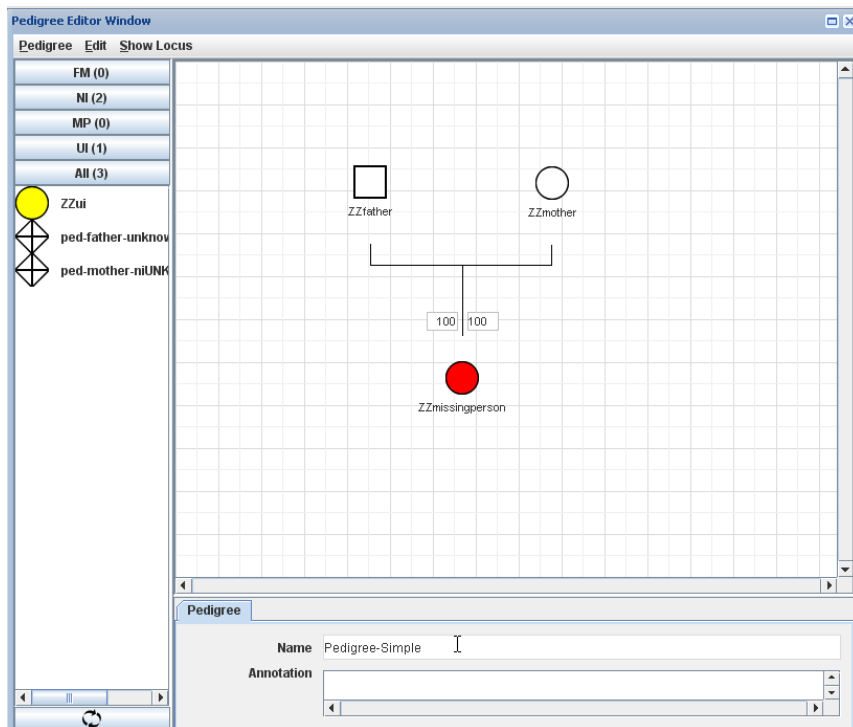 Pedigree Editor Window
Pedigree Edit Show Locus
FM (0)
NI (2)
MP (0)
UI (1)
All (3)
ZZui
ped-father-unknov
ped-mother-niUNK
ZZfather
ZZmother
100 100
ZZmissingperson
Pedigree
Name Pedigree-Simple
Annotation